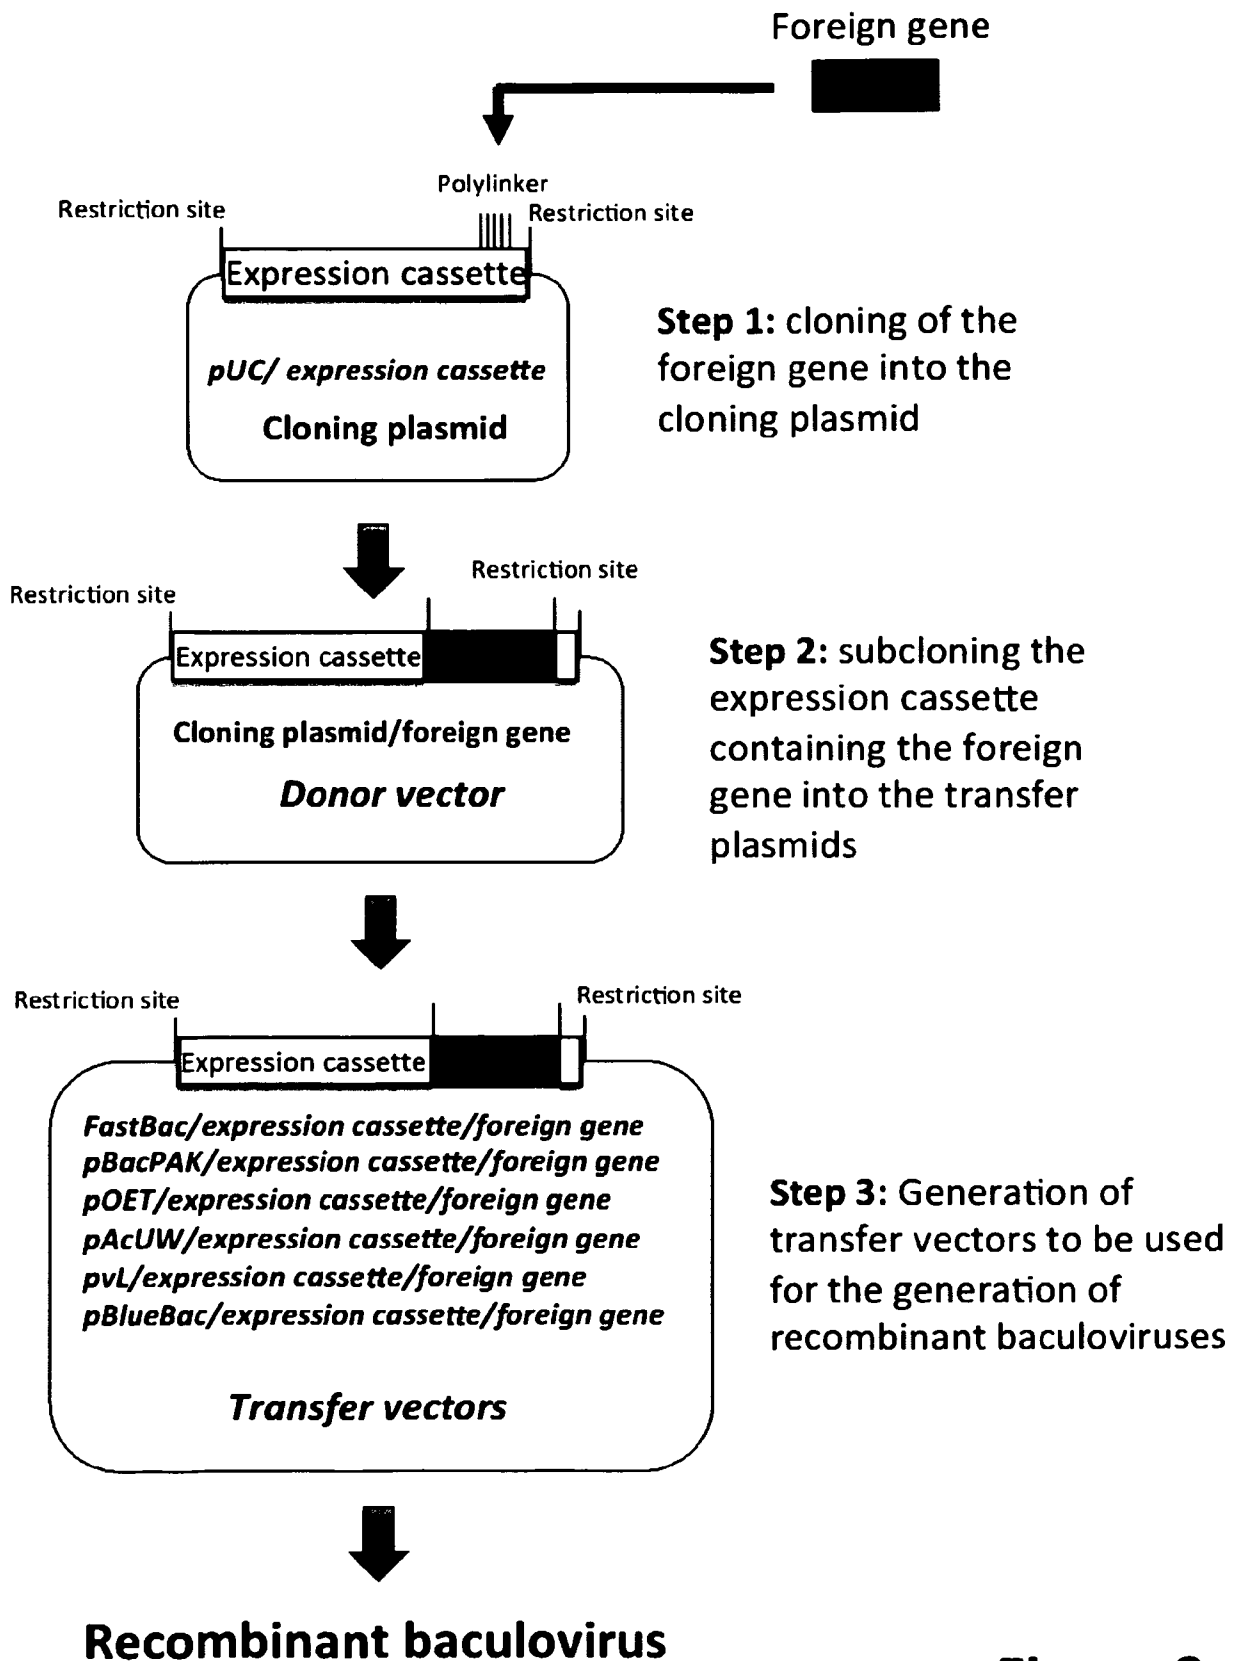 Foreign gene
Polylinker
Restriction site
Restriction site
Expression cassette
pUC/ expression cassette
Cloning plasmid
Step 1: cloning of the
foreign gene into the
cloning plasmid
Restriction site
Restriction site
Expression cassette
Cloning plasmid/foreign gene
Donor vector
Step 2: subcloning the
expression cassette
containing the foreign
gene into the transfer
plasmids
Restriction site
Restriction site
Expression cassette
FastBac/expression cassette/foreign gene
pBacPAK/expression cassette/foreign gene
pOET/expression cassette/foreign gene
pAcUW/expression cassette/foreign gene
pvL/expression cassette/foreign gene
pBlueBac/expression cassette/foreign gene
Transfer vectors
Step 3: Generation of
transfer vectors to be used
for the generation of
recombinant baculoviruses
Recombinant baculovirus